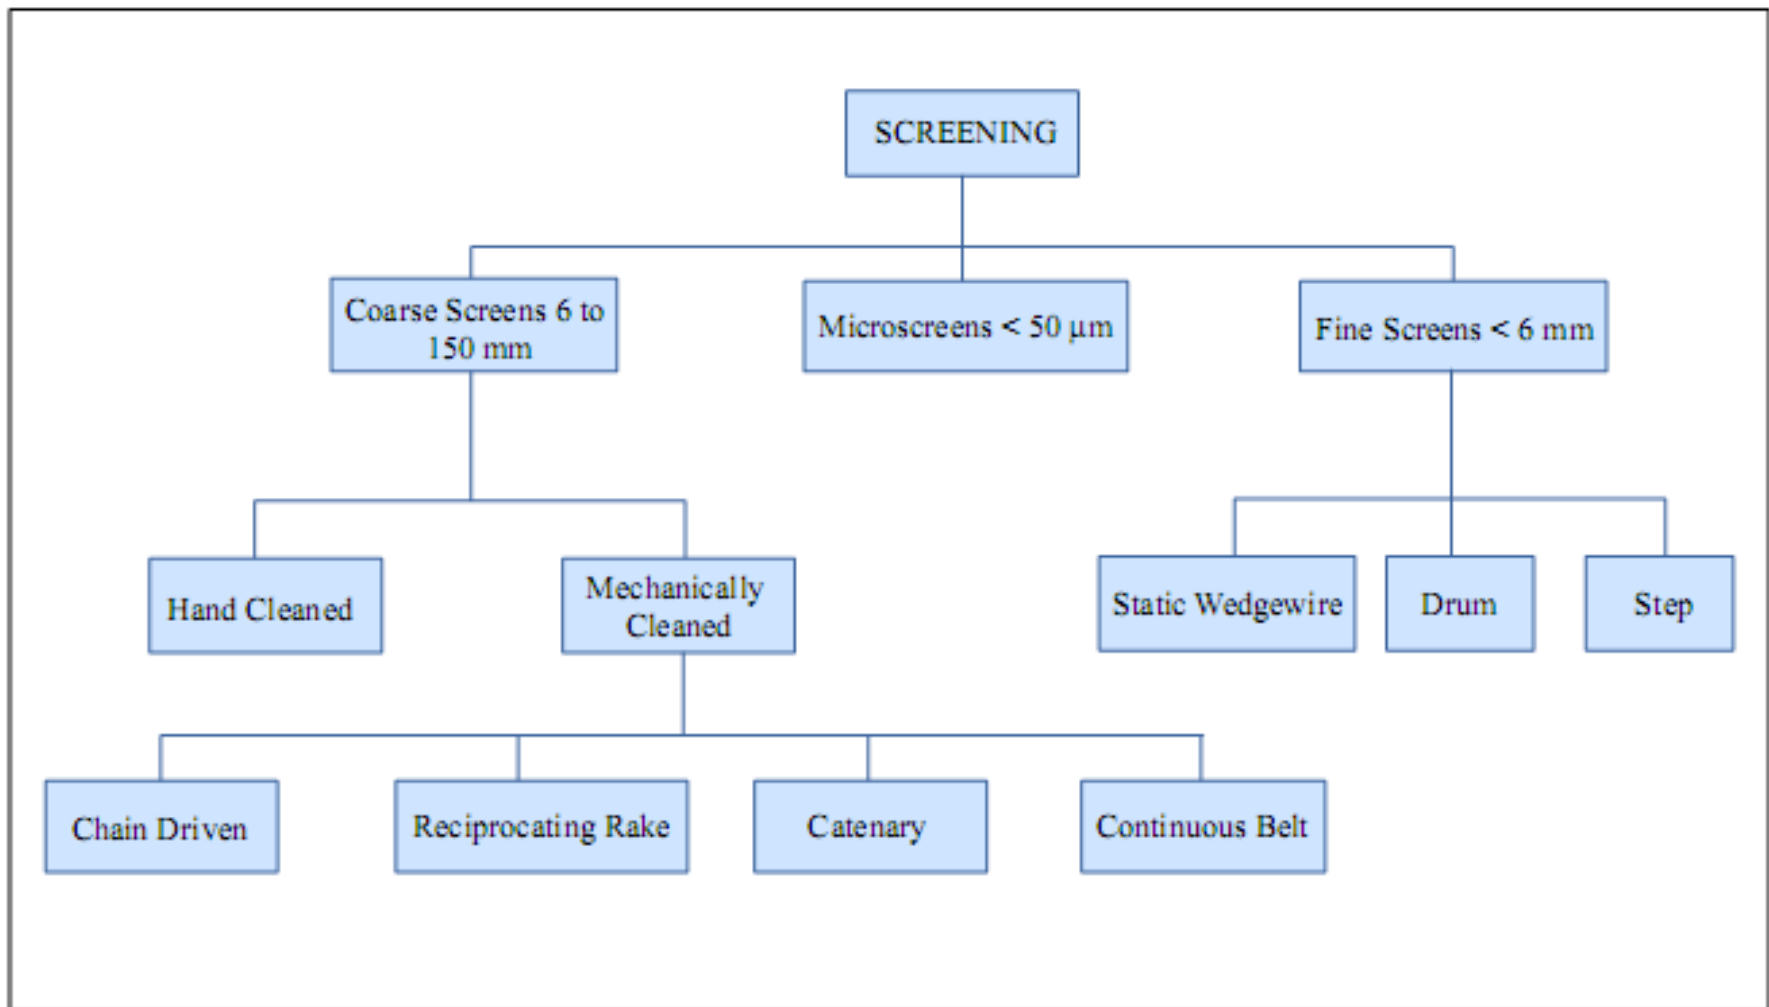 SCREENING
Coarse Screens 6 to
150 mm
Microscreens < 50 µm
Fine Screens < 6 mm
Hand Cleaned
Mechanically
Cleaned
Static Wedgewire
Drum
Step
Chain Driven
Reciprocating Rake
Catenary
Continuous Belt